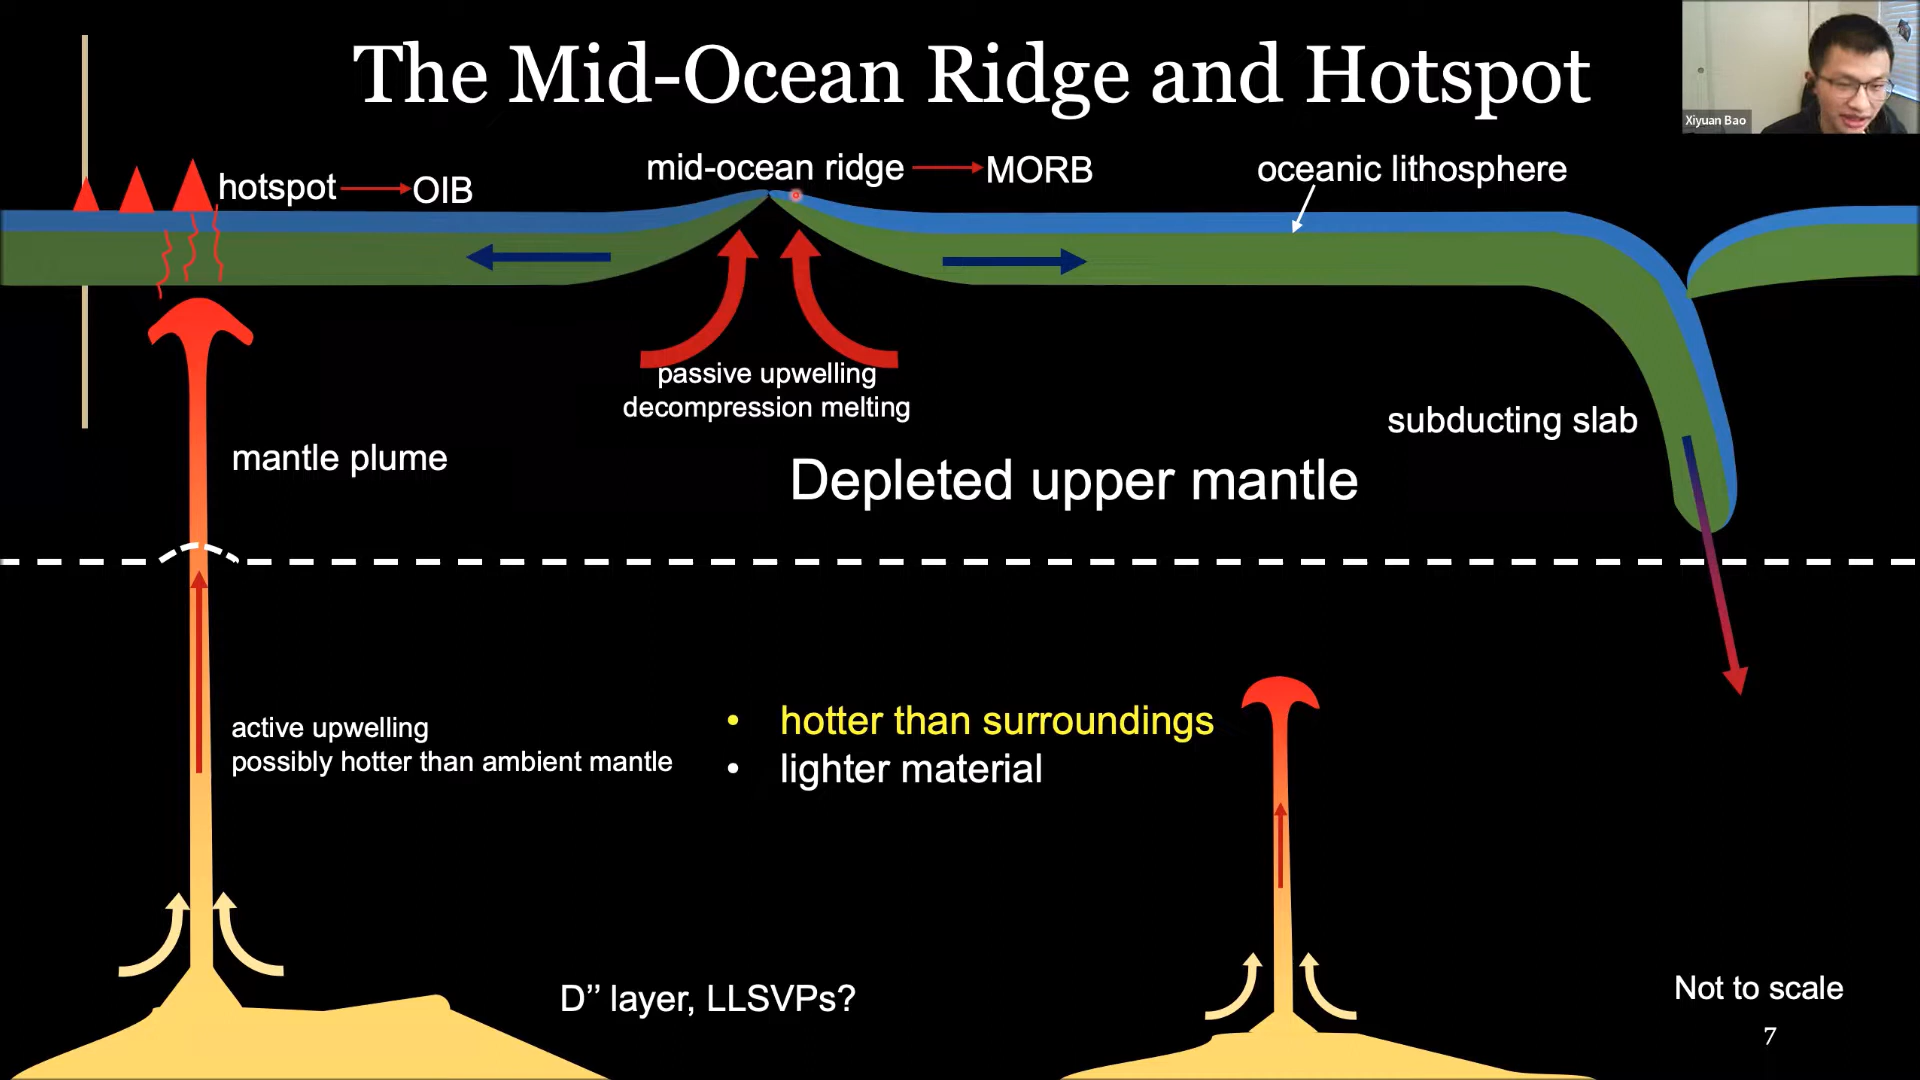 The Mid-Ocean Ridge and Hotspot
Xiyuan Bao
hotspot
OIB
mid-ocean ridge
MORB
oceanic lithosphere
passive upwelling
decompression melting
subducting slab
mantle plume
Depleted upper mantle
active upwelling
possibly hotter than ambient mantle
• hotter than surroundings
• lighter material
D’’ layer, LLSVPs?
Not to scale
7